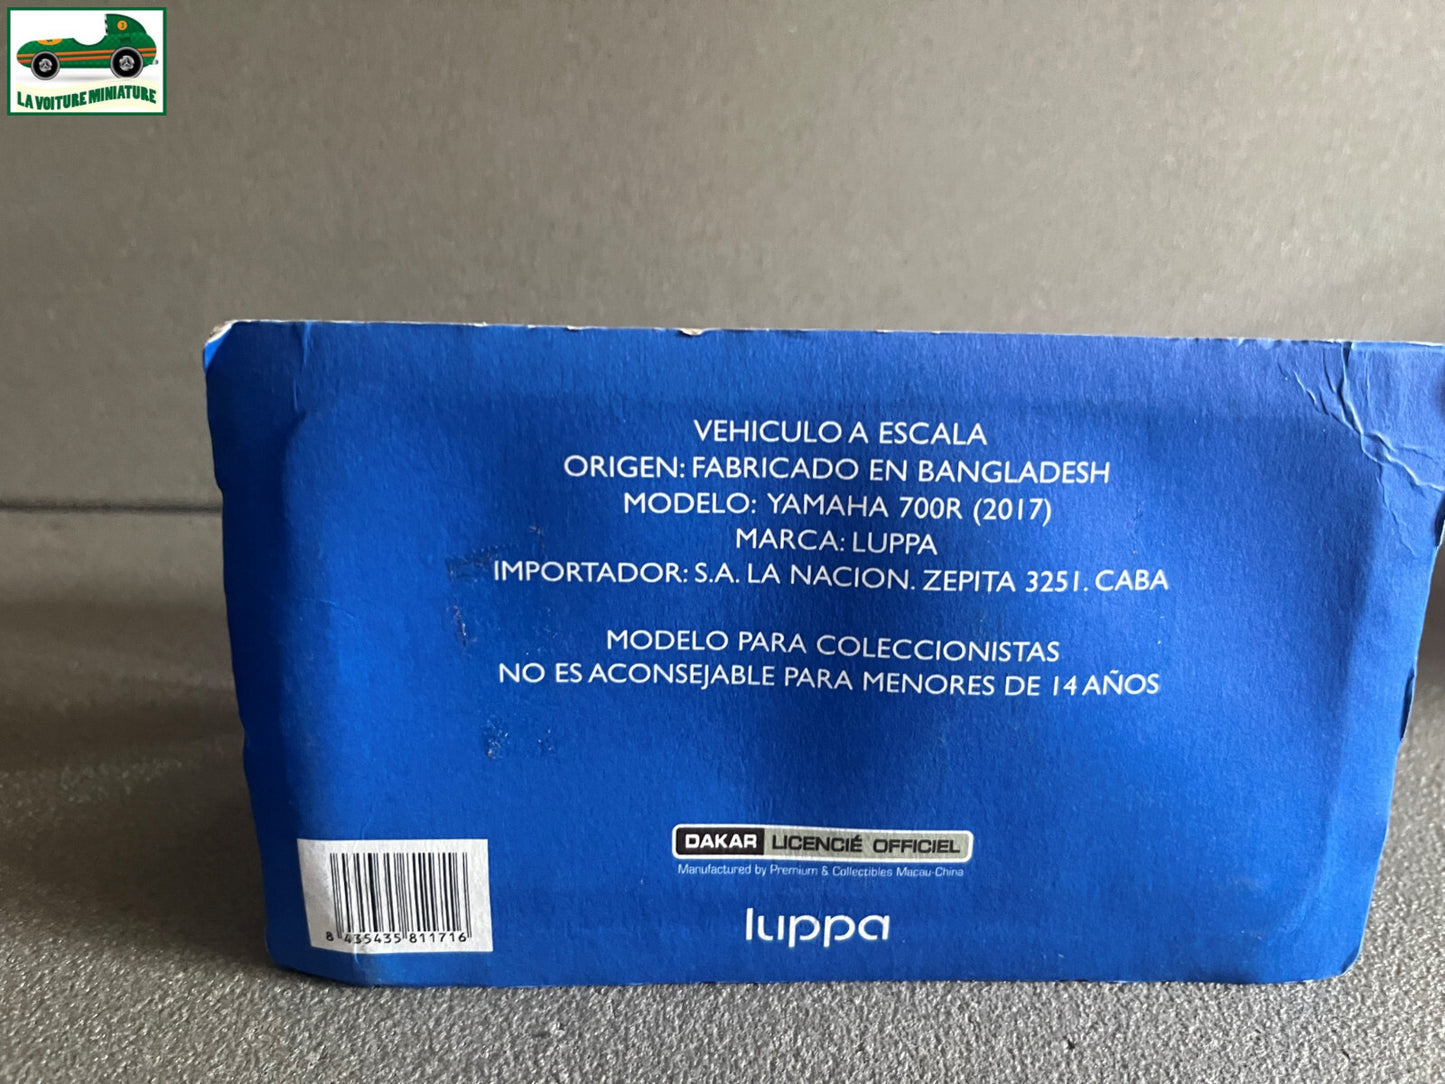 3
LA VOITURE MINIATURE
VEHICULO A ESCALA
ORIGEN: FABRICADO EN BANGLADESH
MODELO: YAMAHA 700R (2017)
MARCA: LUPPA
IMPORTADOR: S.A. LA NACION. ZEPITA 3251. CABA
MODELO PARA COLECCIONISTAS
NO ES ACONSEJABLE PARA MENORES DE 14 AÑOS
DAKAR LICENCIÉ OFFICIEL
Manufactured by Premium & Collectibles Macau-China
luppa
8 435435 811716